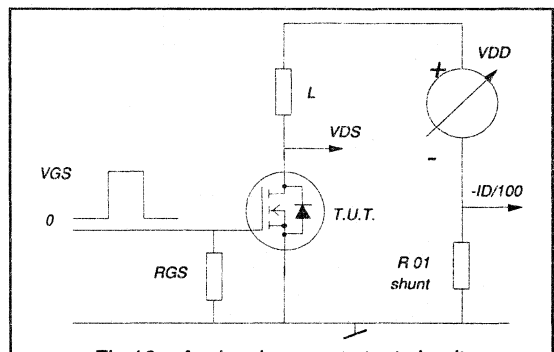 VDD
+
L
VDS
-
VGS
-ID/100
0
T.U.T.
RGS
R 01
shunt